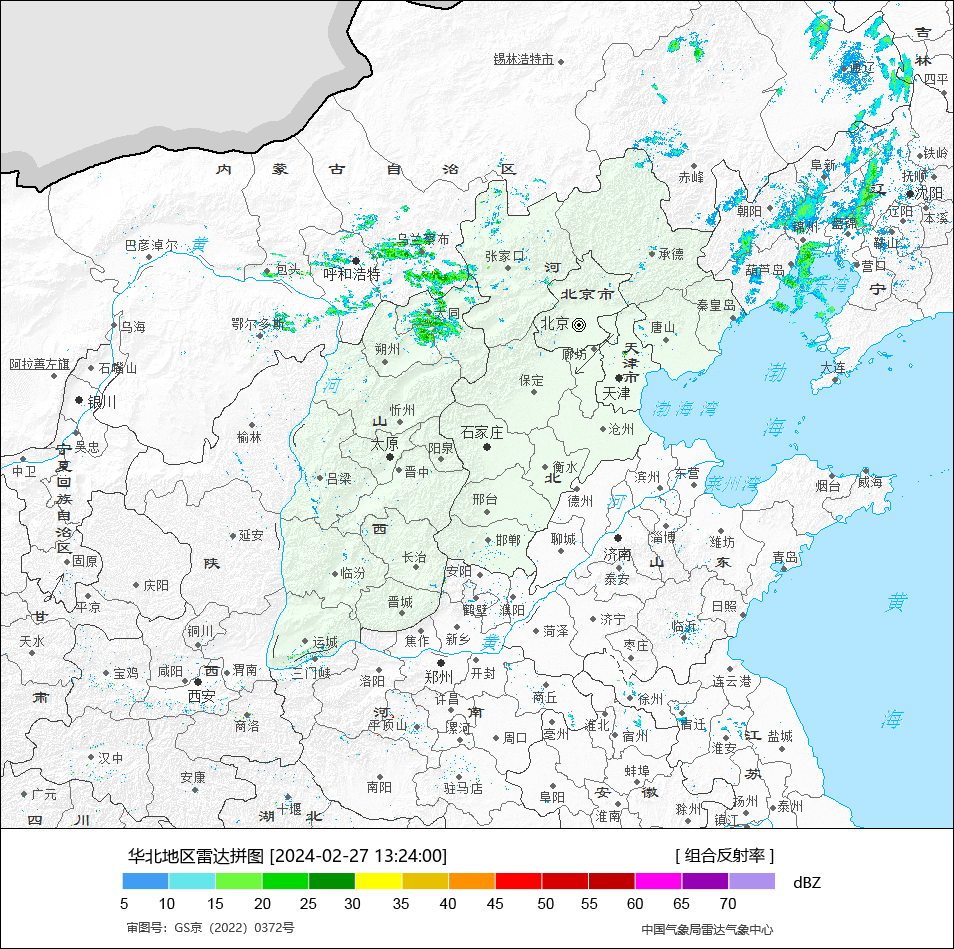 吉
锡林浩特市
通辽
林
四平
铁岭
内 蒙 古 自 治 区
赤峰
阜新
抚顺
辽
沈阳
朝阳
辽阳
本溪
锦州
盘锦
鞍山
巴彦淖尔
黄
乌兰察布
包头
呼和浩特
张家口
河
承德
葫芦岛
营口
宁
北京市
秦皇岛
乌海
鄂尔多斯
大同
北京
唐山
朔州
廊坊
天津市
阿拉善左旗
石嘴山
河
保定
大连
渤
银川
天津
忻州
渤海湾
山
海
吴忠
榆林
太原
阳泉
石家庄
沧州
宁夏回族自治区
中卫
吕梁
晋中
衡水
北
滨州
东营
莱州湾
烟台
威海
德州
河
邢台
西
延安
邯郸
聊城
济南
淄博
潍坊
山 东
青岛
固原
陕
长治
临汾
安阳
泰安
庆阳
平凉
晋城
鹤壁
濮阳
日照
黄
甘
济宁
铜川
天水
运城
焦作
新乡
黄
菏泽
临沂
枣庄
宝鸡
咸阳
西
渭南
三门峡
洛阳
郑州
开封
连云港
西安
肃
许昌
商丘
徐州
商洛
河 南
平顶山
漯河
周口
亳州
淮北
宿州
宿迁
海
淮安
江
盐城
汉中
安康
南阳
驻马店
阜阳
蚌埠
苏
广元
十堰
安 徽
淮南
滁州
扬州
泰州
镇江
四 川
湖 北
华北地区雷达拼图 [2024-02-27 13:24:00]
[ 组合反射率 ]
5 10 15 20 25 30 35 40 45 50 55 60 65 70
dBZ
审图号：GS京（2022）0372号
中国气象局雷达气象中心